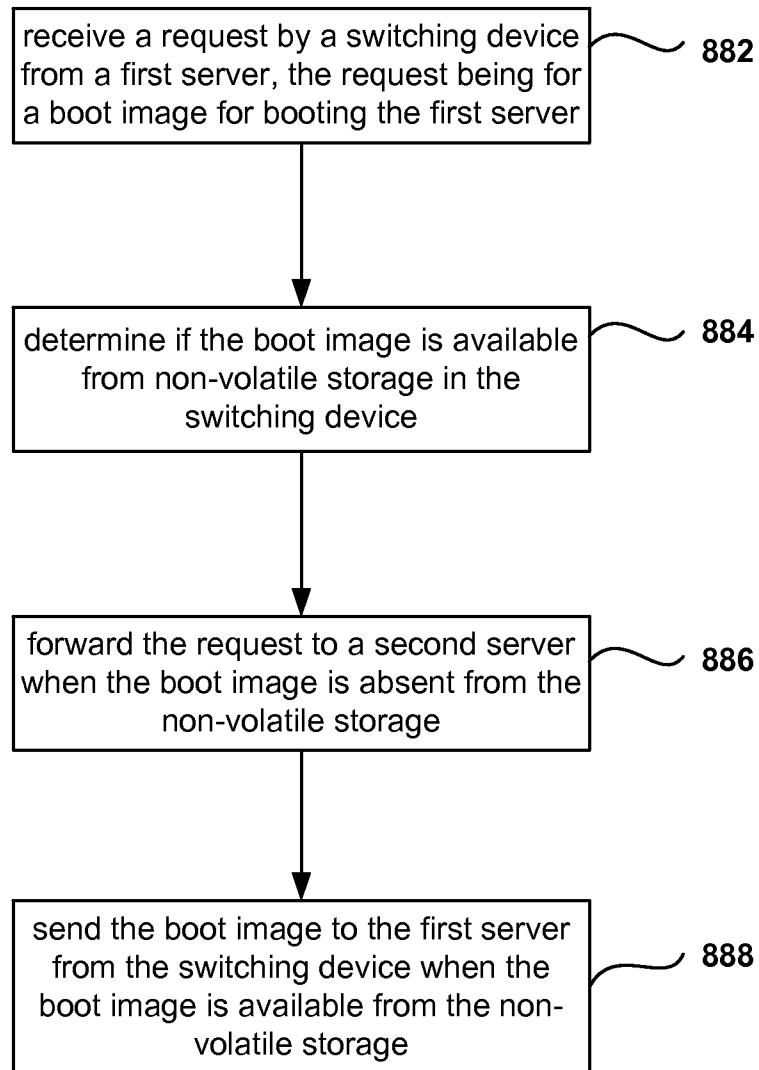 receive a request by a switching device
from a first server, the request being for
a boot image for booting the first server
882
determine if the boot image is available
from non-volatile storage in the
switching device
884
forward the request to a second server
when the boot image is absent from the
non-volatile storage
886
send the boot image to the first server
from the switching device when the
boot image is available from the non-
volatile storage
888